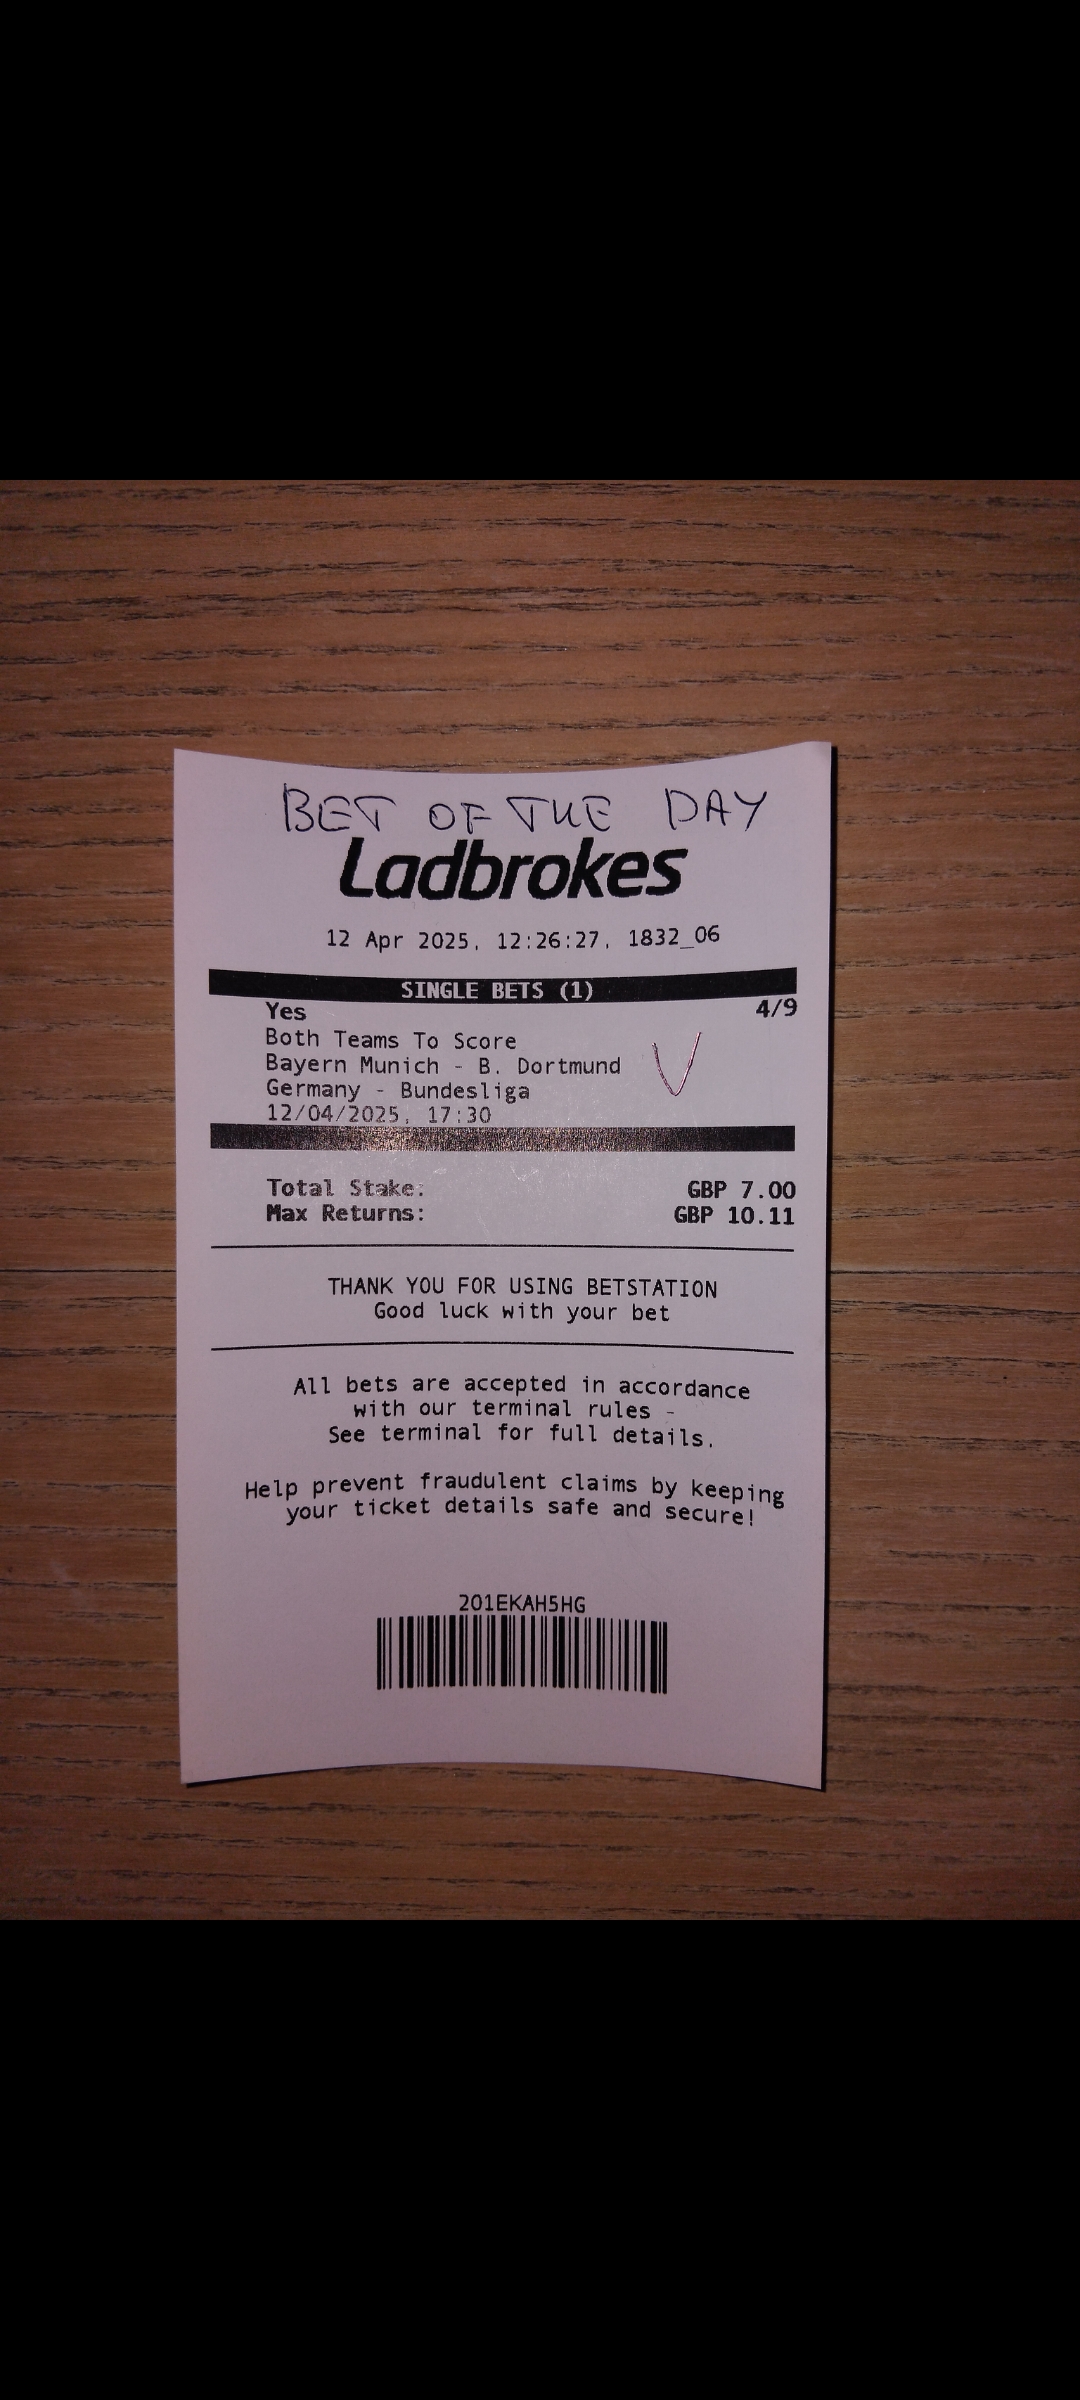 BET OF THE DAY
Ladbrokes
12 Apr 2025, 12:26:27, 1832_06
SINGLE BETS (1)
Yes 4/9
Both Teams To Score
Bayern Munich - B. Dortmund
Germany - Bundesliga
12/04/2025, 17:30
Total Stake: GBP 7.00
Max Returns: GBP 10.11
THANK YOU FOR USING BETSTATION
Good luck with your bet
All bets are accepted in accordance
with our terminal rules -
See terminal for full details.
Help prevent fraudulent claims by keeping
your ticket details safe and secure!
201EKAH5HG